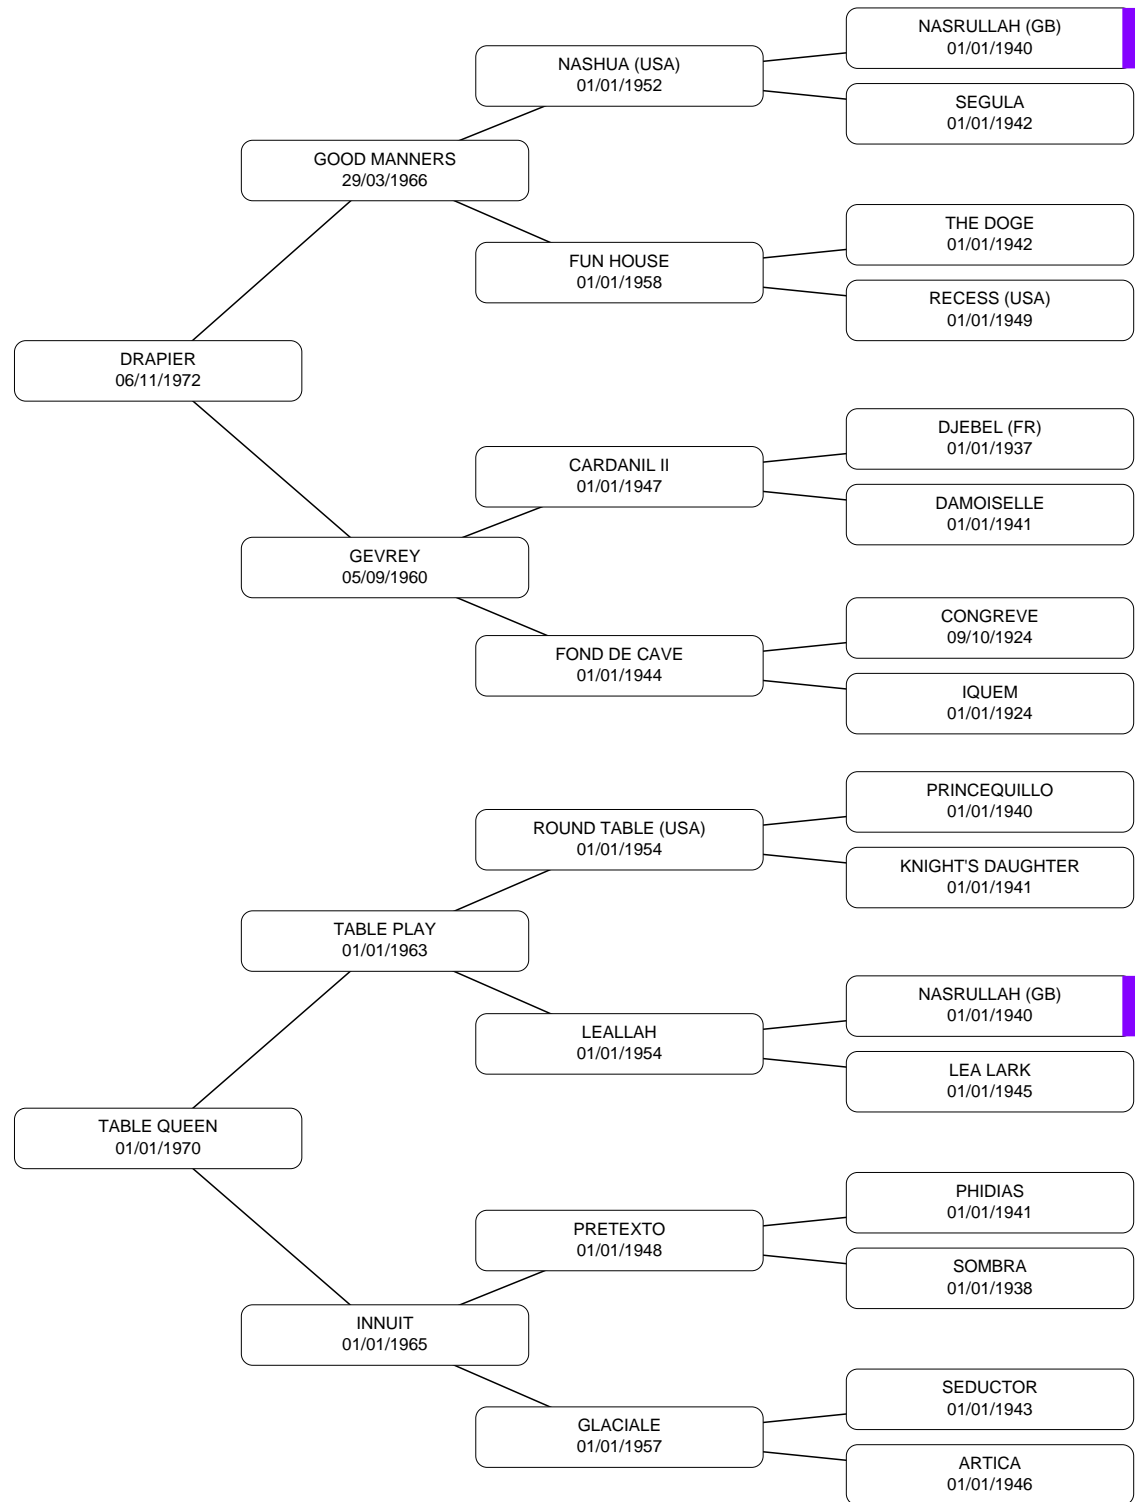 NASRULLAH (GB)
01/01/1940
NASHUA (USA)
01/01/1952
SEGULA
01/01/1942
GOOD MANNERS
29/03/1966
THE DOGE
01/01/1942
FUN HOUSE
01/01/1958
RECESS (USA)
01/01/1949
DRAPIER
06/11/1972
DJEBEL (FR)
01/01/1937
CARDANIL II
01/01/1947
DAMOISELLE
01/01/1941
GEVREY
05/09/1960
CONGREVE
09/10/1924
FOND DE CAVE
01/01/1944
IQUEM
01/01/1924
PRINCEQUILLO
01/01/1940
ROUND TABLE (USA)
01/01/1954
KNIGHT'S DAUGHTER
01/01/1941
TABLE PLAY
01/01/1963
NASRULLAH (GB)
01/01/1940
LEALLAH
01/01/1954
LEA LARK
01/01/1945
TABLE QUEEN
01/01/1970
PHIDIAS
01/01/1941
PRETEXTO
01/01/1948
SOMBRA
01/01/1938
INNUIT
01/01/1965
SEDUCTOR
01/01/1943
GLACIALE
01/01/1957
ARTICA
01/01/1946